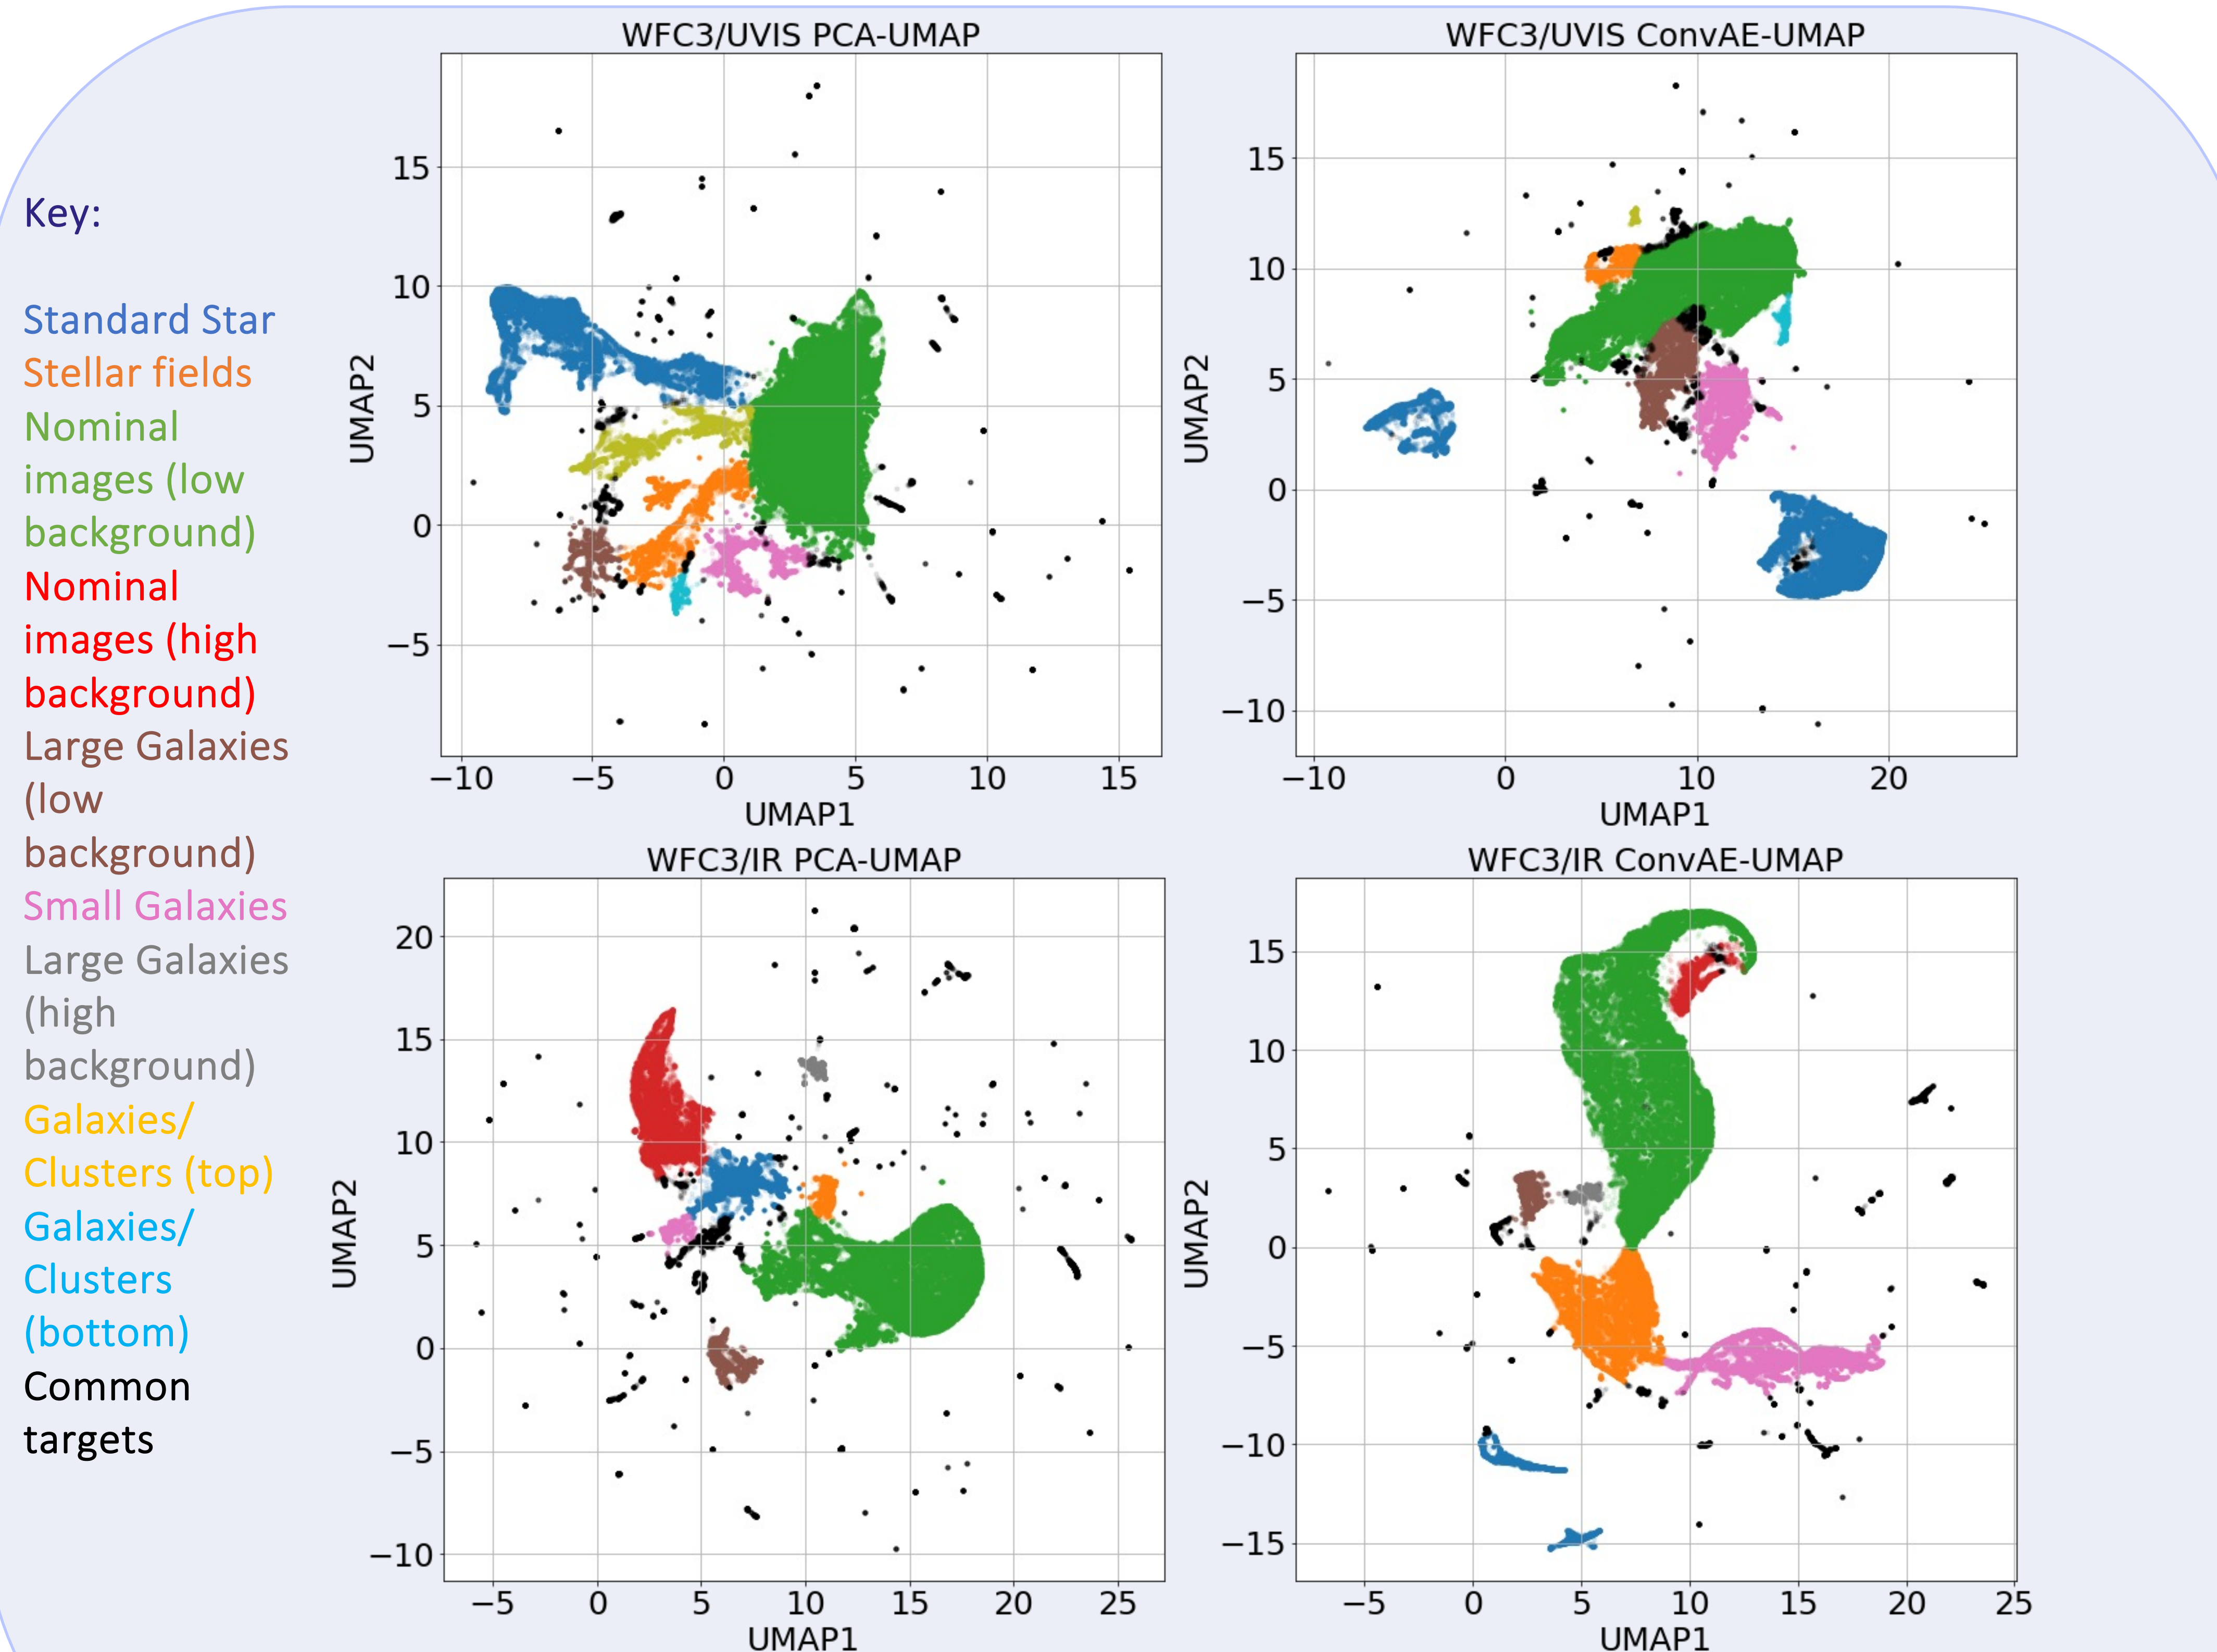 Key:
Standard Star
Stellar fields
Nominal
images (low
background)
Nominal
images (high
background)
Large Galaxies
(low
background)
Small Galaxies
Large Galaxies
(high
background)
Galaxies/
Clusters (top)
Galaxies/
Clusters
(bottom)
Common
targets
WFC3/UVIS PCA-UMAP
UMAP2
15
10
5
0
−5
−10 −5 0 5 10 15
UMAP1
WFC3/UVIS ConvAE-UMAP
UMAP2
15
10
5
0
−5
−10
−10 0 10 20
UMAP1
WFC3/IR PCA-UMAP
UMAP2
20
15
10
5
0
−5
−10
−5 0 5 10 15 20 25
UMAP1
WFC3/IR ConvAE-UMAP
UMAP2
15
10
5
0
−5
−10
−15
−5 0 5 10 15 20 25
UMAP1